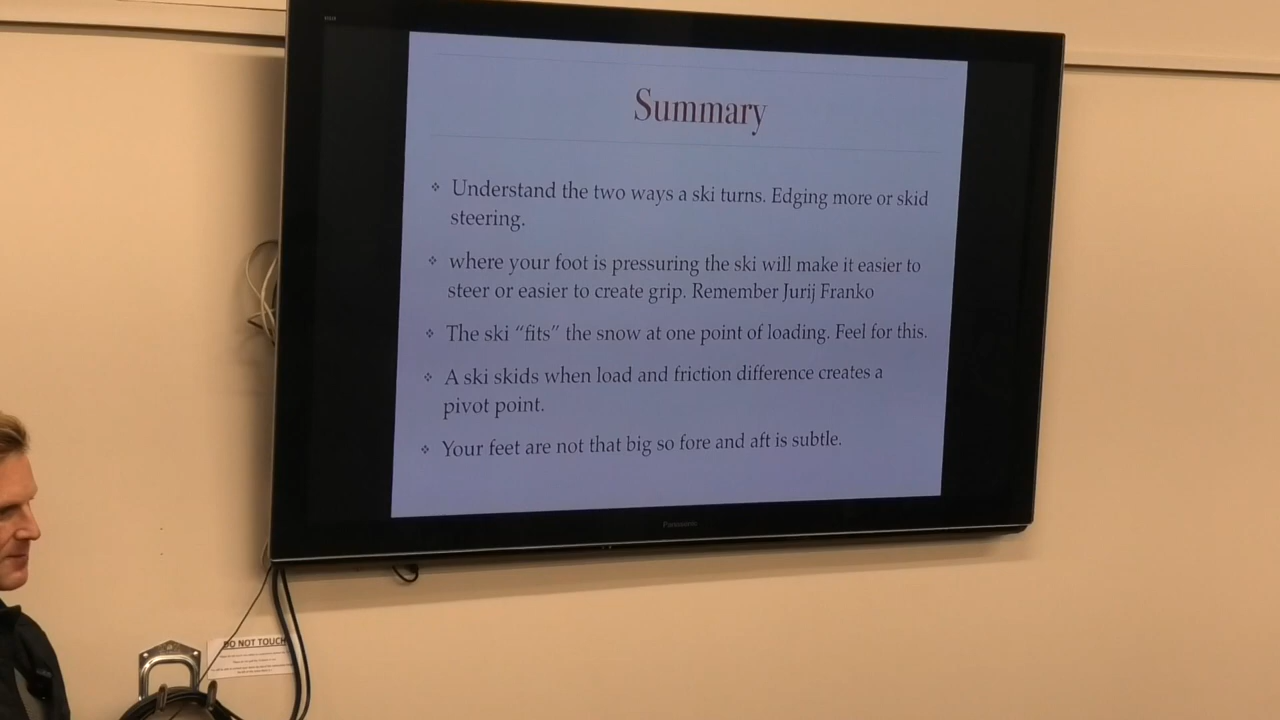 Summary
Understand the two ways a ski turns. Edging more or skid
steering.
where your foot is pressuring the ski will make it easier to
steer or easier to create grip. Remember Jurij Franko
The ski “fits” the snow at one point of loading. Feel for this.
A ski skids when load and friction difference creates a
pivot point.
Your feet are not that big so fore and aft is subtle.
Panasonic
DO NOT TOUCH